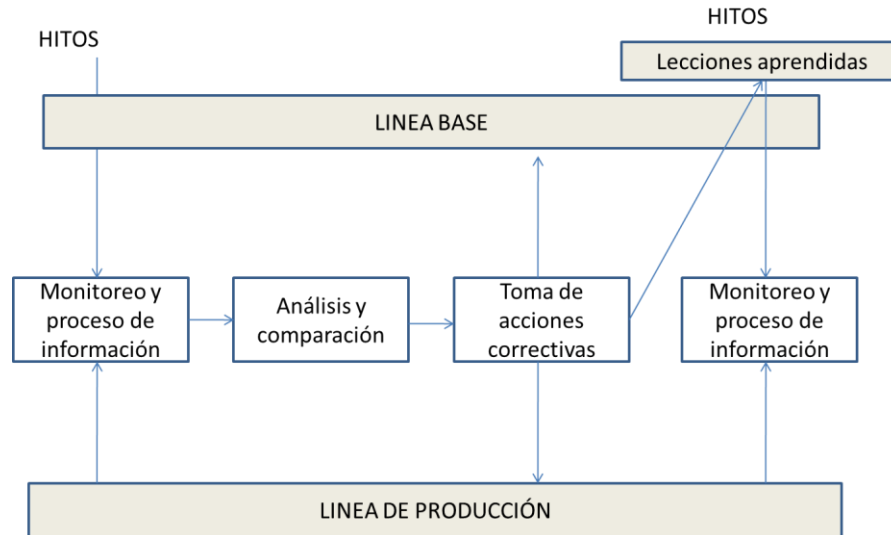 HITOS
HITOS
Lecciones aprendidas
LINEA BASE
Monitoreo y
proceso de
información
Análisis y
comparación
Toma de
acciones
correctivas
Monitoreo y
proceso de
información
LINEA DE PRODUCCIÓN